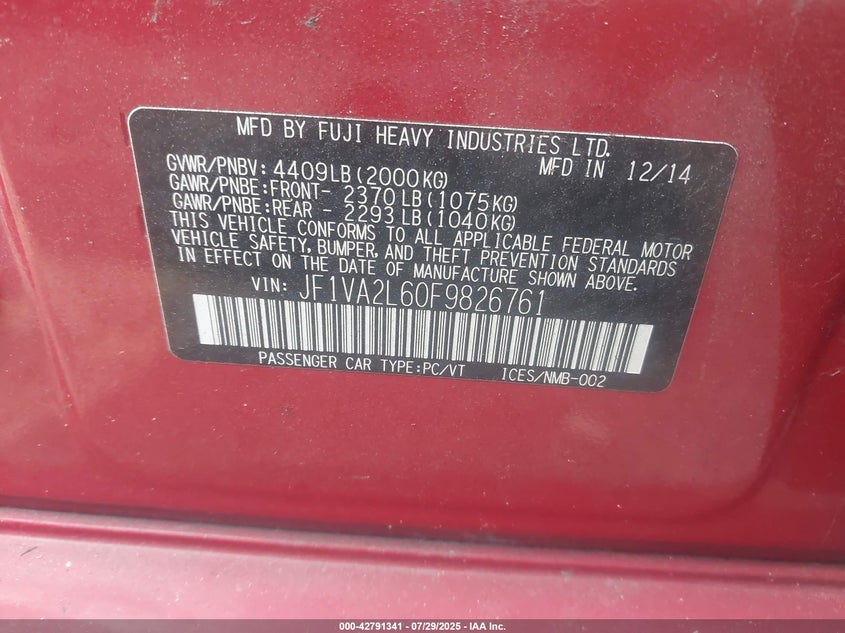 MFD BY FUJI HEAVY INDUSTRIES LTD.
GVWR/PNBV: 4409LB(2000KG) MFD IN 12/14
GAWR/PNBE:FRONT- 2370LB(1075KG)
GAWR/PNBE:REAR - 2293LB(1040KG)
THIS VEHICLE CONFORMS TO ALL APPLICABLE FEDERAL MOTOR
VEHICLE SAFETY, BUMPER, AND THEFT PREVENTION STANDARDS
IN EFFECT ON THE DATE OF MANUFACTURE SHOWN ABOVE.
VIN: JF1VA2L60F9826761
PASSENGER CAR TYPE:PC/VT ICES/NMB-002
000-42791341 | 07/29/2025 | IAA Inc.